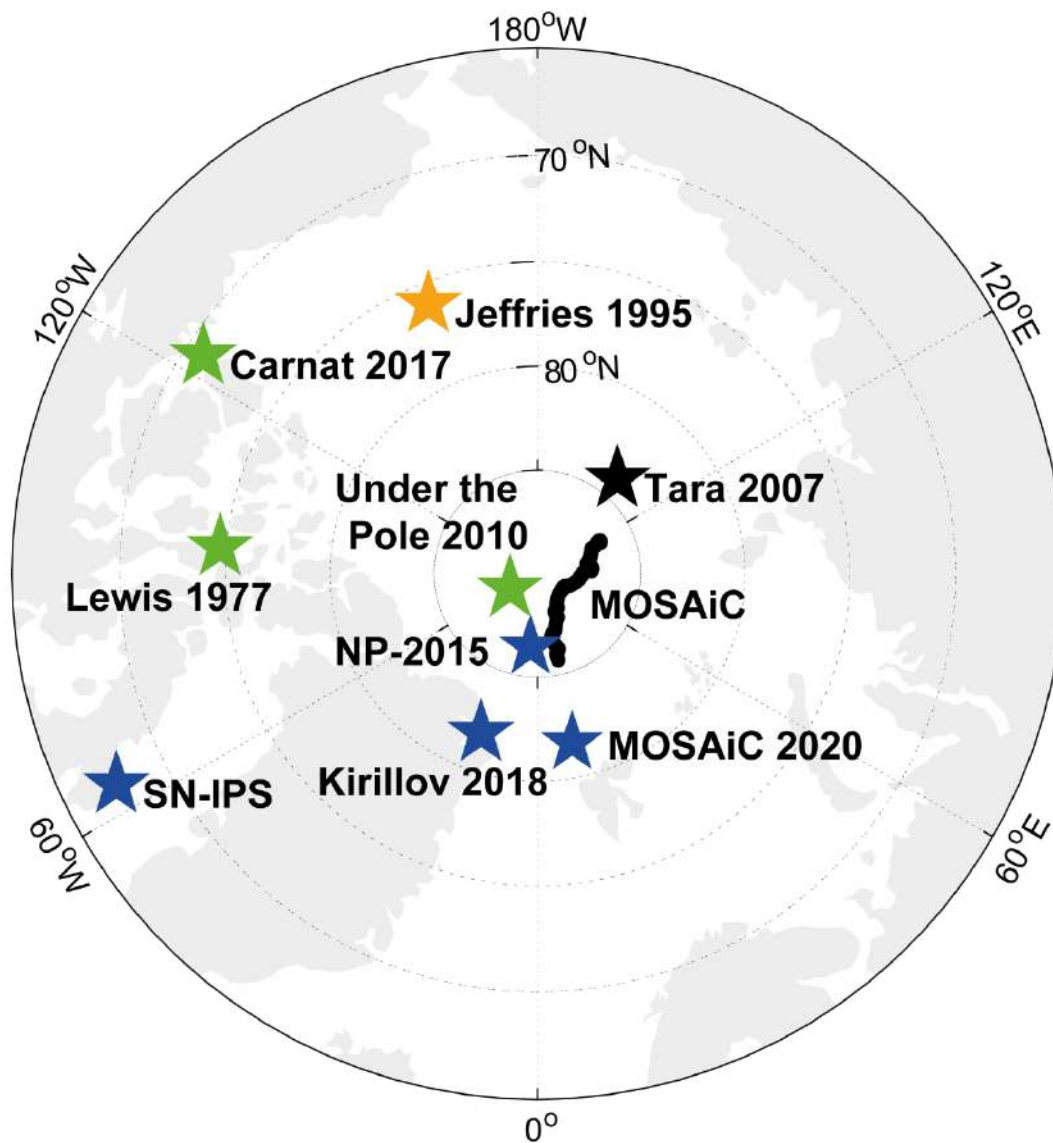 180°W
70 °N
120°W
120°E
Jeffries 1995
Carnat 2017
80 °N
Under the
Pole 2010
Tara 2007
Lewis 1977
MOSAiC
NP-2015
MOSAiC 2020
Kirillov 2018
SN-IPS
60°W
60°E
0°